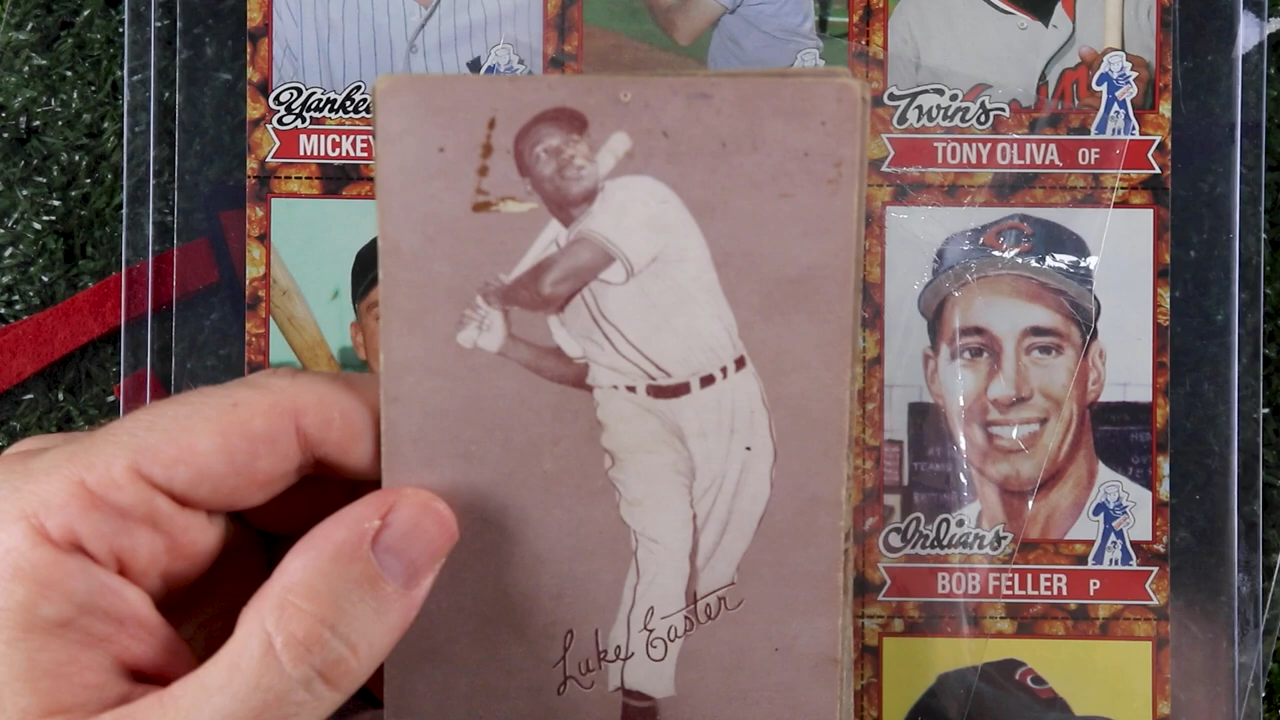 Yankee
MICKEY
Twins
TONY OLIVA, OF
C
Indians
BOB FELLER P
Luke Easter
C